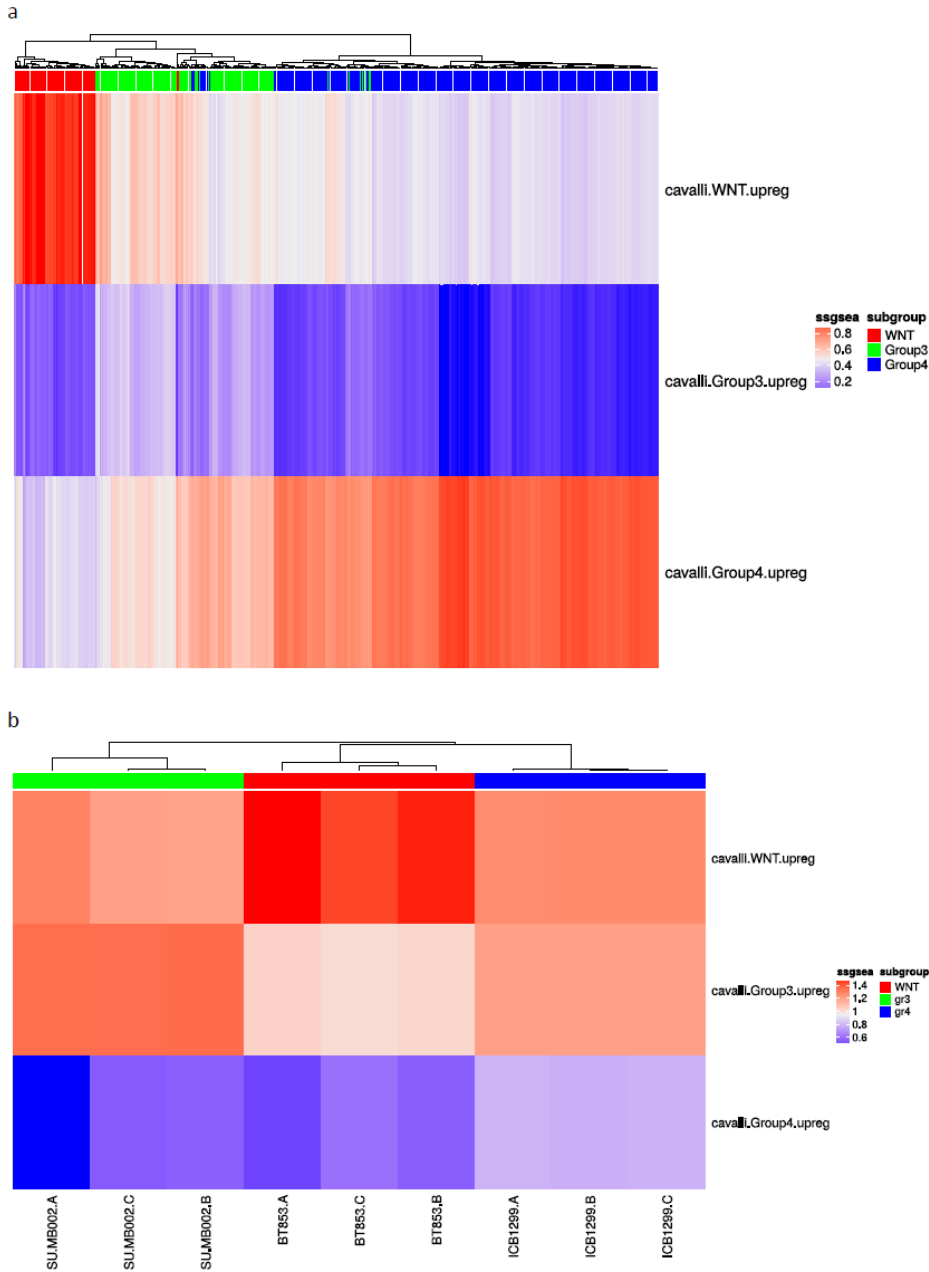 a
cavalli.WNT.upreg
cavalli.Group3.upreg
cavalli.Group4.upreg
ssgsea subgroup
0.8 WNT
0.6 Group3
0.4 Group4
0.2
b
cavalli.WNT.upreg
cavalli.Group3.upreg
cavalli.Group4.upreg
ssgsea subgroup
1.4 WNT
1.2 gr3
1 gr4
0.8
0.6
SU.MB002.A
SU.MB002.C
SU.MB002.B
BT853.A
BT853.C
BT853.B
ICB1299.A
ICB1299.B
ICB1299.C